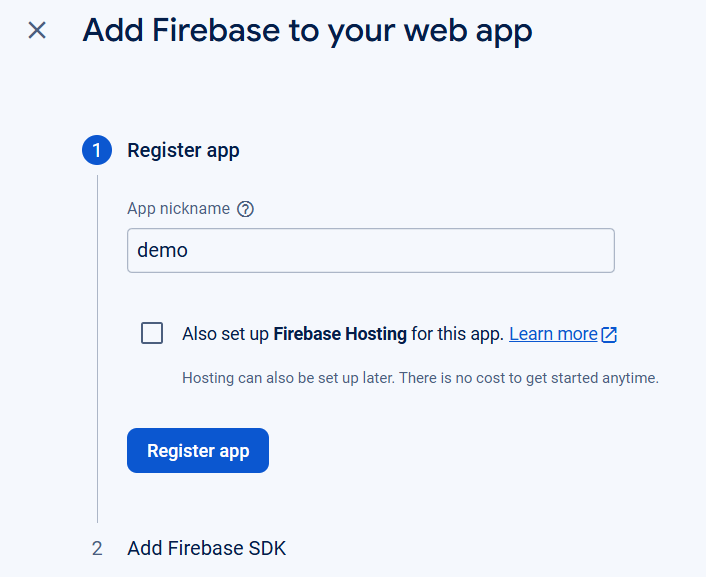 Add Firebase to your web app
1 Register app
App nickname
demo
Also set up Firebase Hosting for this app. Learn more
Hosting can also be set up later. There is no cost to get started anytime.
Register app
2 Add Firebase SDK